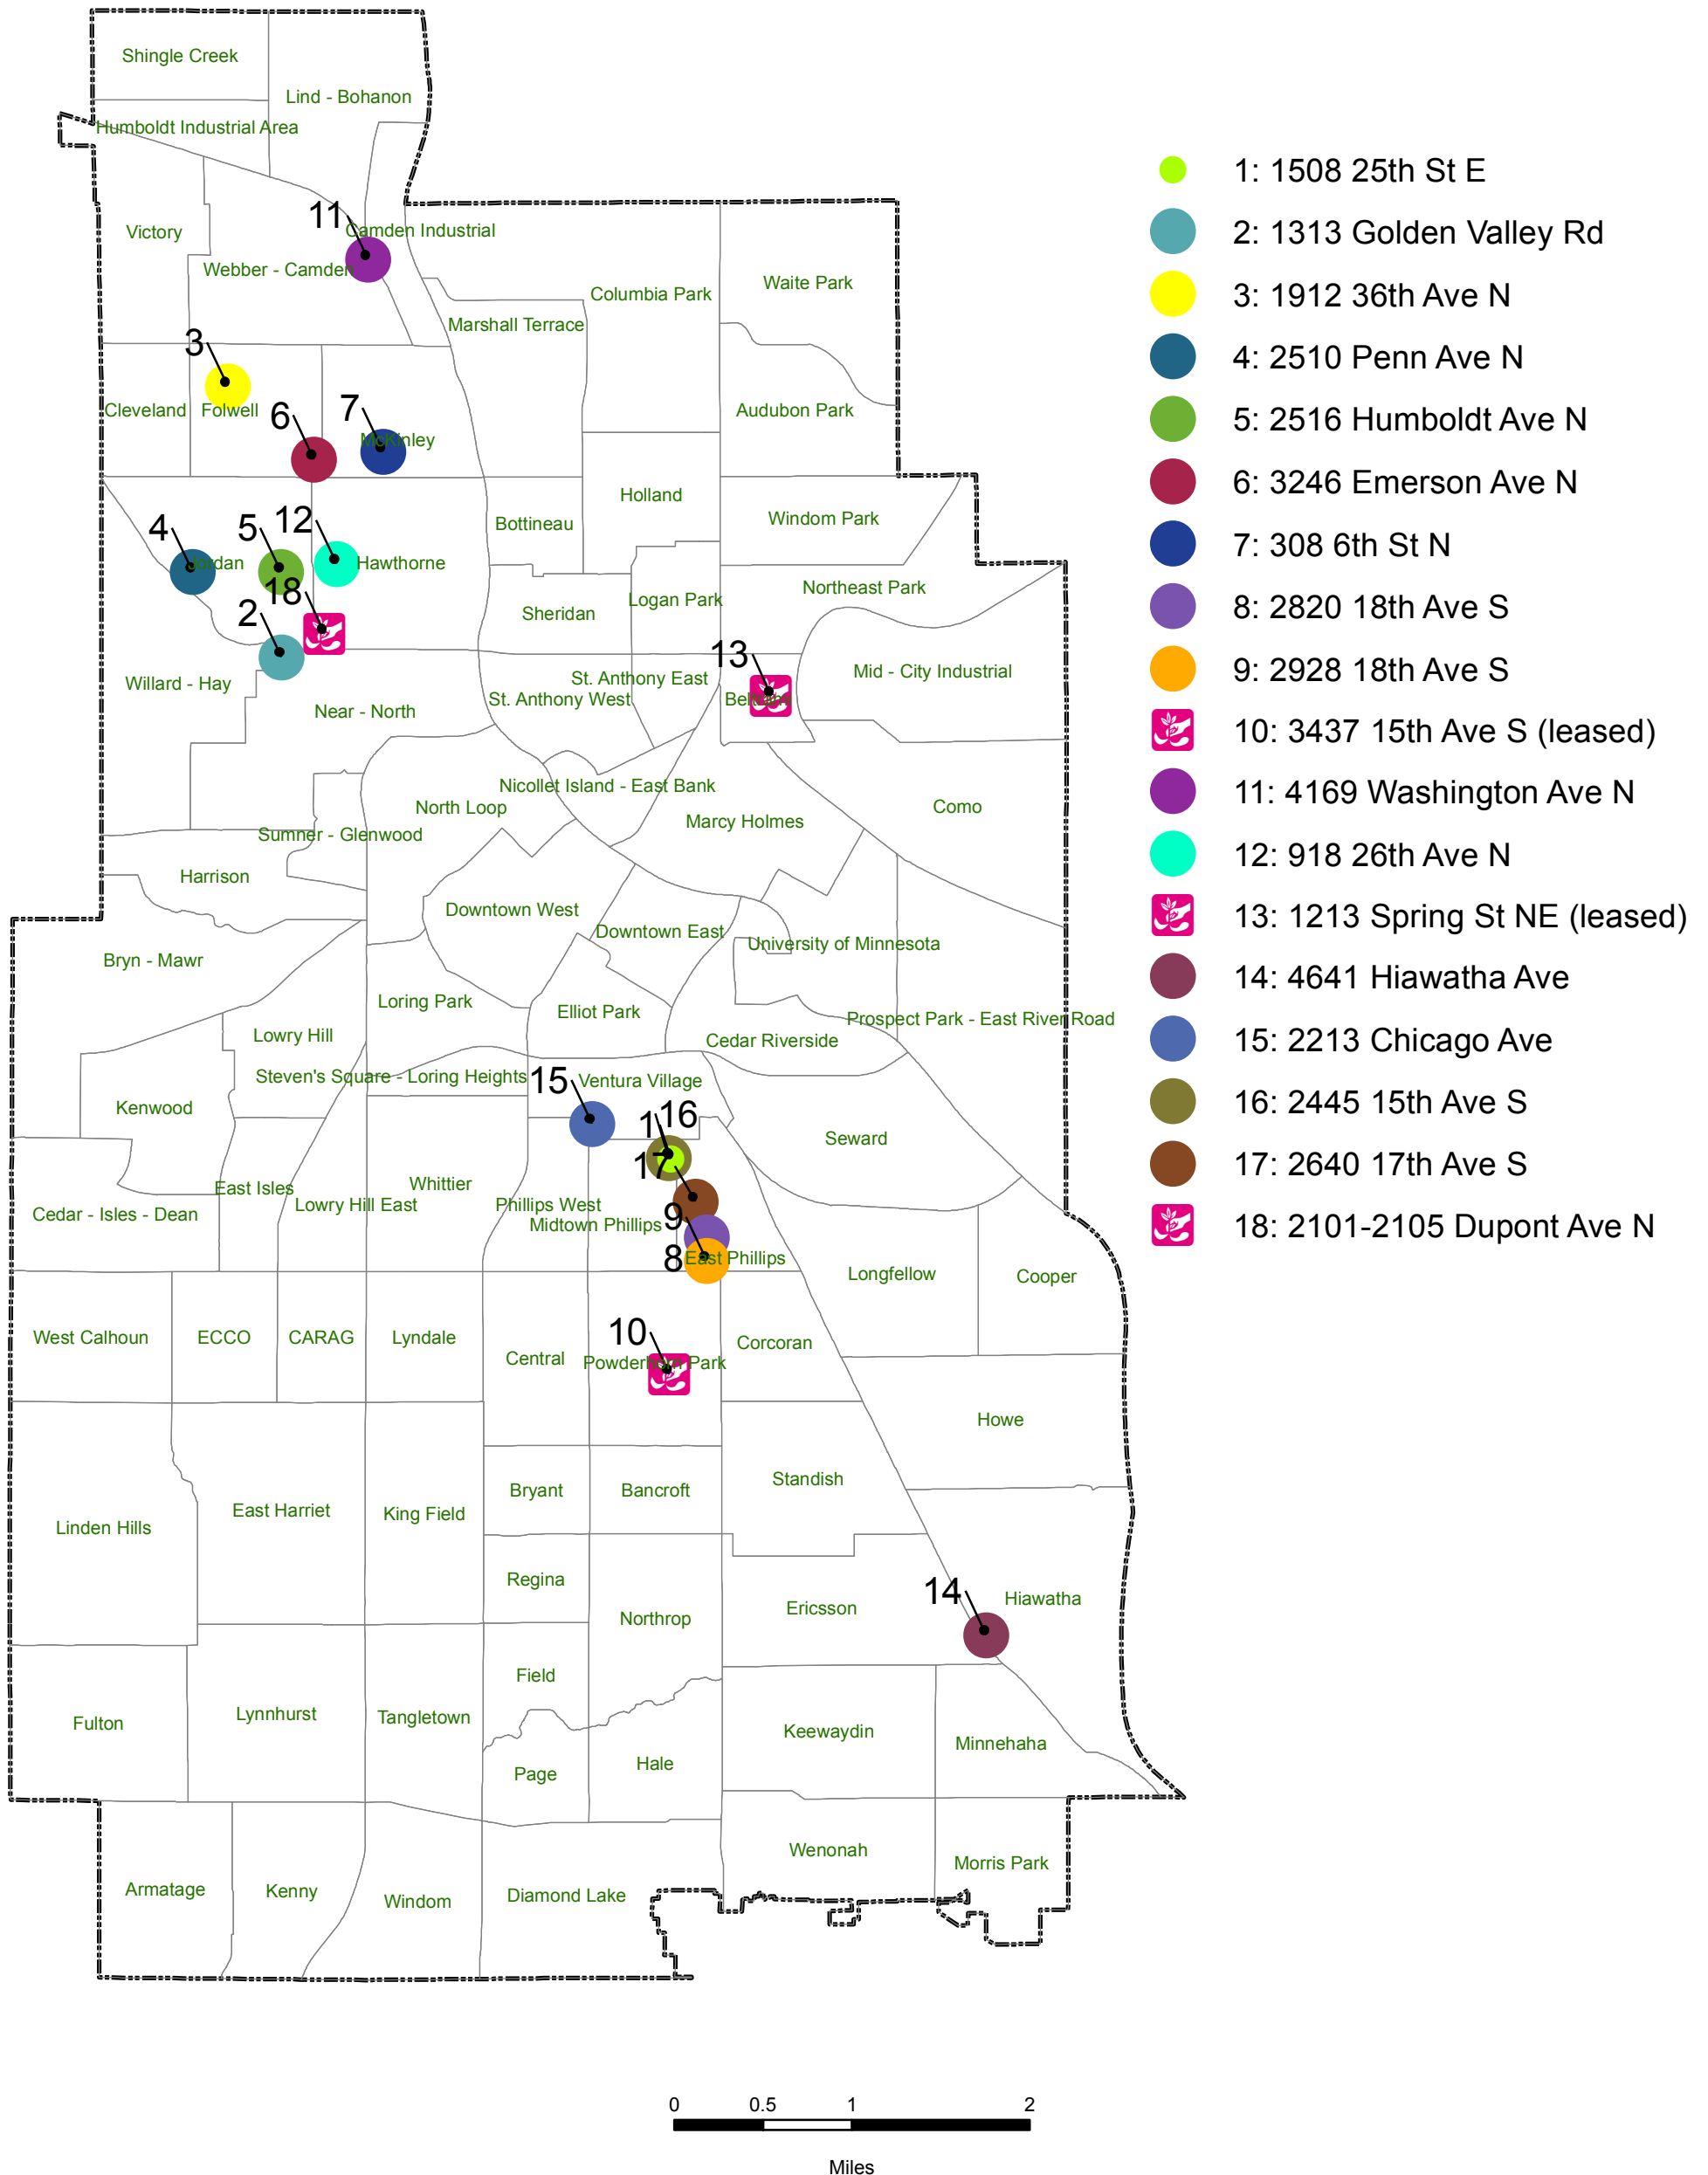 Shingle Creek
Lind - Bohanon
Humboldt Industrial Area
11
Camden Industrial
Victory
Webber - Camden
Columbia Park
Waite Park
Marshall Terrace
3
Cleveland
Folwell
6
7
McKinley
Audubon Park
Holland
Windom Park
Bottineau
4
5
12
Jordan
Hawthorne
18
2
Sheridan
Logan Park
Northeast Park
13
Willard - Hay
Near - North
St. Anthony East
St. Anthony West
Beltrami
Mid - City Industrial
Nicollet Island - East Bank
North Loop
Marcy Holmes
Como
Sumner - Glenwood
Harrison
Downtown West
Downtown East
University of Minnesota
Bryn - Mawr
Loring Park
Elliot Park
Prospect Park - East River Road
Lowry Hill
Cedar Riverside
Steven's Square - Loring Heights
15
Ventura Village
Kenwood
1
16
Seward
17
East Isles
Whittier
Lowry Hill East
Phillips West
Cedar - Isles - Dean
Midtown Phillips
9
8
East Phillips
Longfellow
Cooper
West Calhoun
ECCO
CARAG
Lyndale
10
Central
Powderhorn Park
Corcoran
Howe
Linden Hills
East Harriet
King Field
Bryant
Bancroft
Standish
Regina
14
Hiawatha
Northrop
Ericsson
Field
Fulton
Lynnhurst
Tangletown
Keewaydin
Minnehaha
Page
Hale
Wenonah
Morris Park
Armatage
Kenny
Windom
Diamond Lake
1: 1508 25th St E
2: 1313 Golden Valley Rd
3: 1912 36th Ave N
4: 2510 Penn Ave N
5: 2516 Humboldt Ave N
6: 3246 Emerson Ave N
7: 308 6th St N
8: 2820 18th Ave S
9: 2928 18th Ave S
10: 3437 15th Ave S (leased)
11: 4169 Washington Ave N
12: 918 26th Ave N
13: 1213 Spring St NE (leased)
14: 4641 Hiawatha Ave
15: 2213 Chicago Ave
16: 2445 15th Ave S
17: 2640 17th Ave S
18: 2101-2105 Dupont Ave N
0 0.5 1 2
Miles